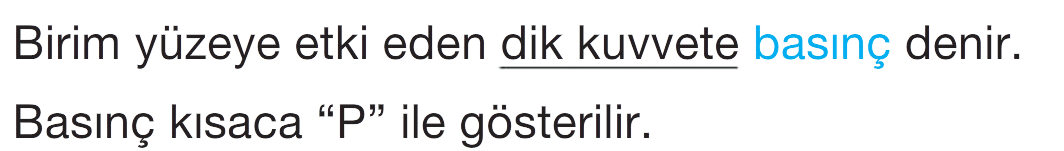 Birim yüzeye etki eden dik kuvvete basınç denir.
Basınç kısaca “P” ile gösterilir.